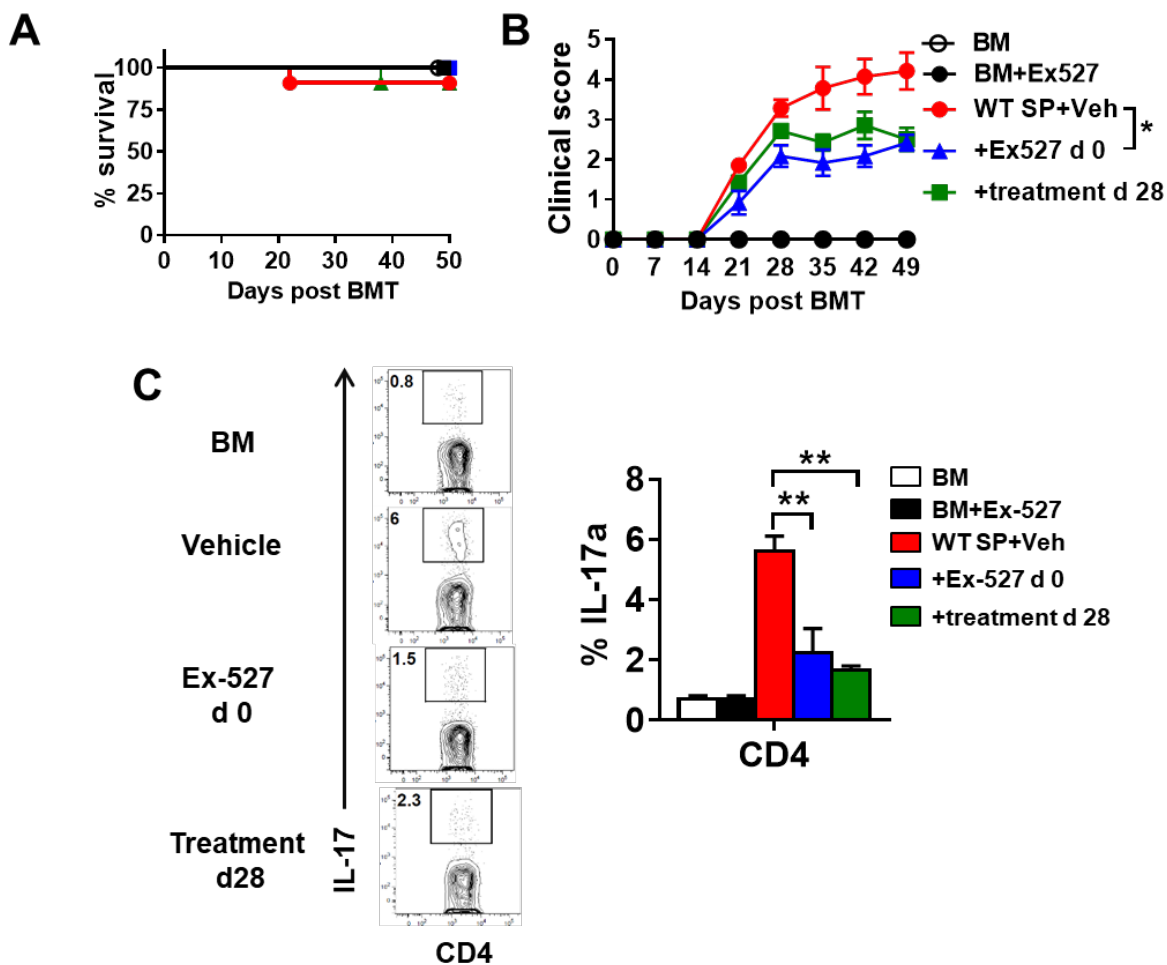 A
% survival
100
75
50
25
0
0 10 20 30 40 50
Days post BMT
B
Clinical score
5
4
3
2
1
0
0 7 14 21 28 35 42 49
Days post BMT
BM
BM+Ex527
WT SP+Veh
+Ex527 d 0
+treatment d 28
*
C
BM
Vehicle
Ex-527
d 0
Treatment
d28
IL-17
0.8
6
1.5
2.3
CD4
% IL-17a
8
6
4
2
0
**
**
CD4
BM
BM+Ex-527
WT SP+Veh
+Ex-527 d 0
+treatment d 28